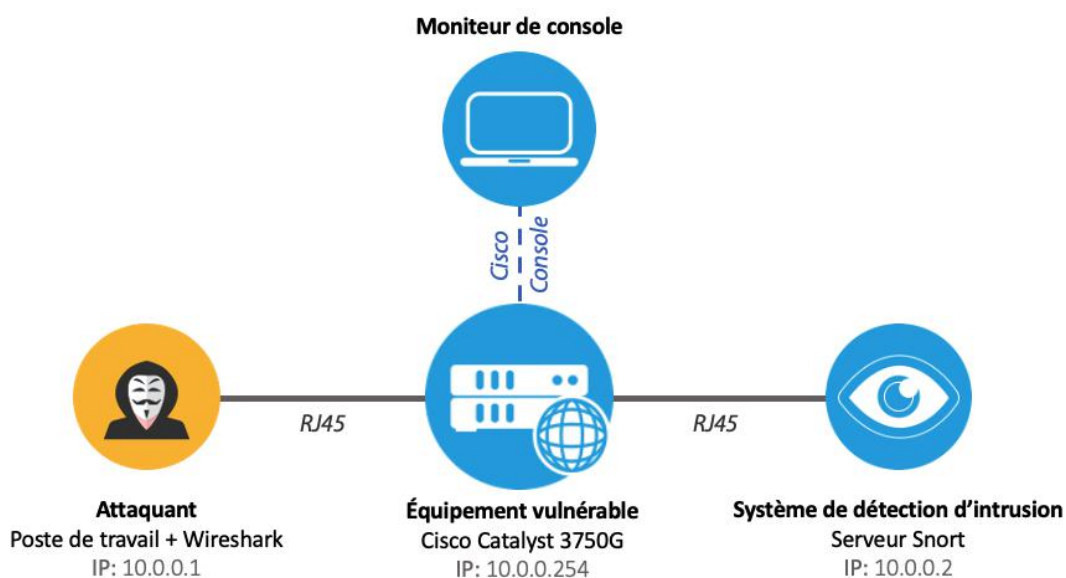 Moniteur de console
Cisco
Console
RJ45
RJ45
Attaquant
Poste de travail + Wireshark
IP: 10.0.0.1
Équipement vulnérable
Cisco Catalyst 3750G
IP: 10.0.0.254
Système de détection d’intrusion
Serveur Snort
IP: 10.0.0.2